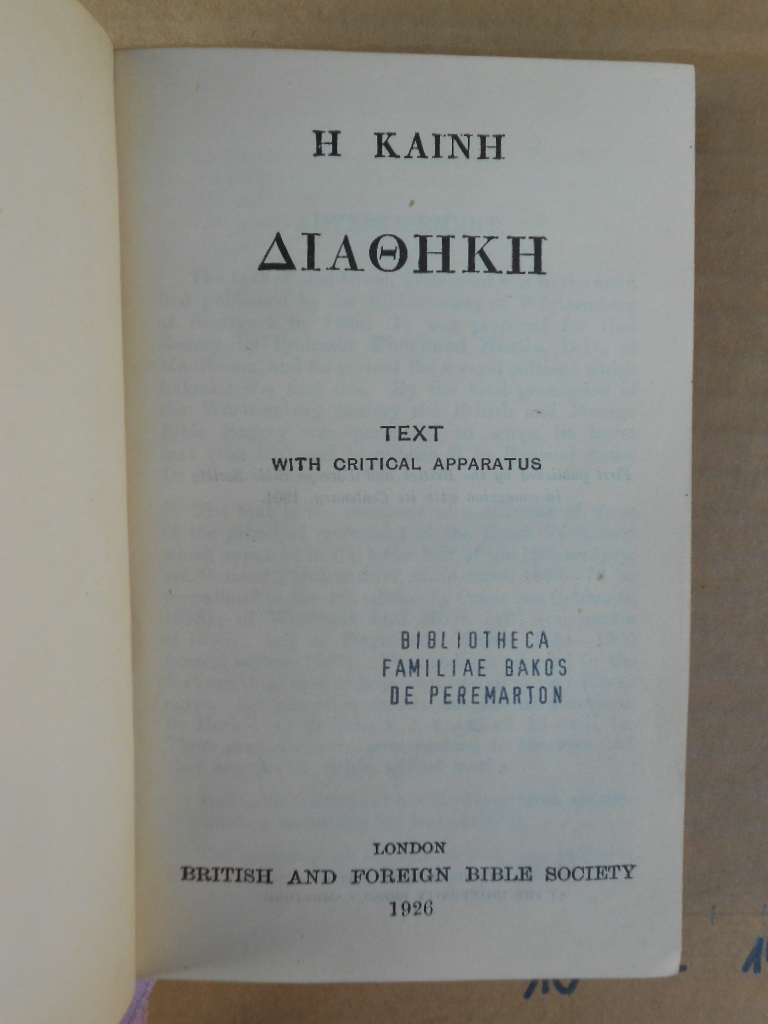 Η ΚΑΙΝΗ
ΔΙΑΘΗΚΗ
TEXT
WITH CRITICAL APPARATUS
BIBLIOTHECA
FAMILIAE BAKOS
DE PEREMARTON
LONDON
BRITISH AND FOREIGN BIBLE SOCIETY
1926